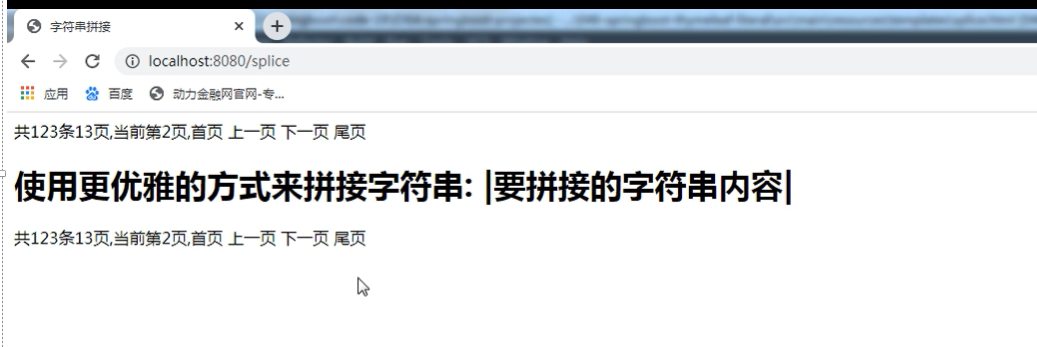 字符串拼接
localhost:8080/splice
应用 百度 动力金融网官网-专...
共123条13页,当前第2页,首页 上一页 下一页 尾页
使用更优雅的方式来拼接字符串: |要拼接的字符串内容|
共123条13页,当前第2页,首页 上一页 下一页 尾页